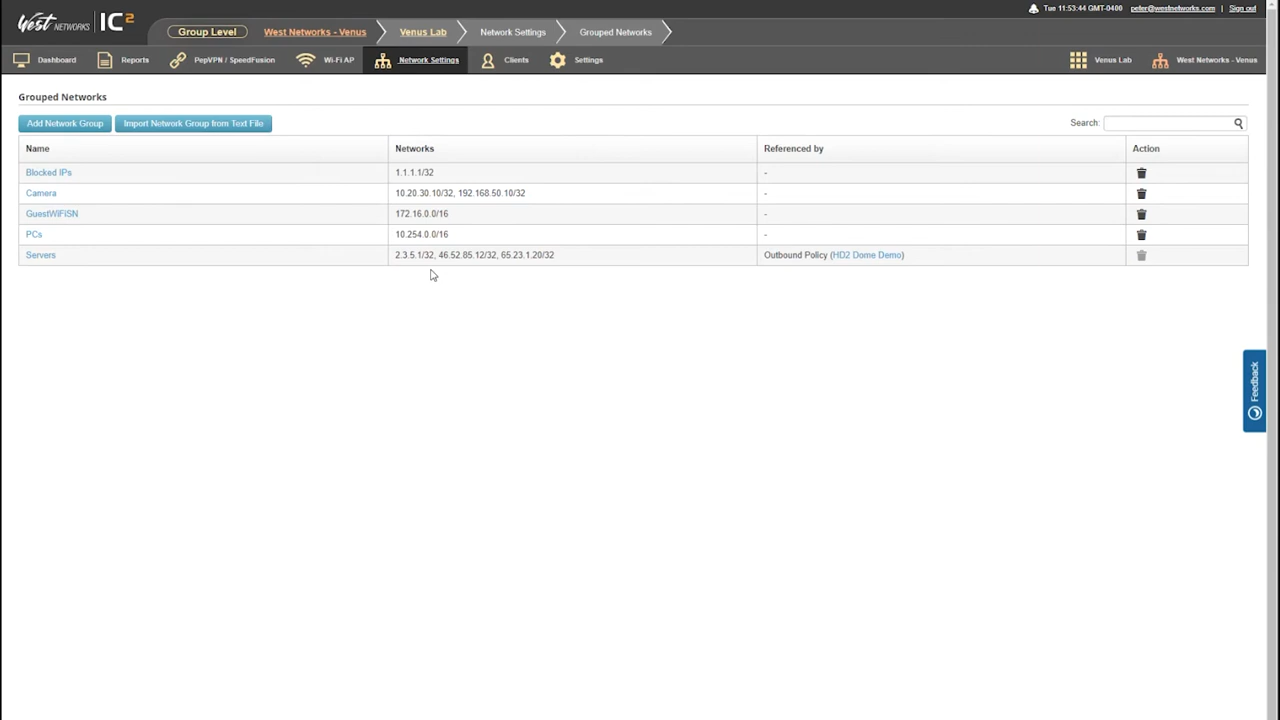 West NETWORKS IC2
Tue 11:53:44 GMT-0400 peter@westnetworks.com Sign out
Group Level West Networks - Venus Venus Lab Network Settings Grouped Networks
Dashboard Reports PepVPN / SpeedFusion Wi-Fi AP Network Settings Clients Settings Venus Lab West Networks - Venus
Grouped Networks
Add Network Group Import Network Group from Text File Search:
Name Networks Referenced by Action
Blocked IPs 1.1.1.1/32 -
Camera 10.20.30.10/32, 192.168.50.10/32 -
GuestWiFiSN 172.16.0.0/16 -
PCs 10.254.0.0/16 -
Servers 2.3.5.1/32, 46.52.85.12/32, 65.23.1.20/32 Outbound Policy (HD2 Dome Demo)
Feedback